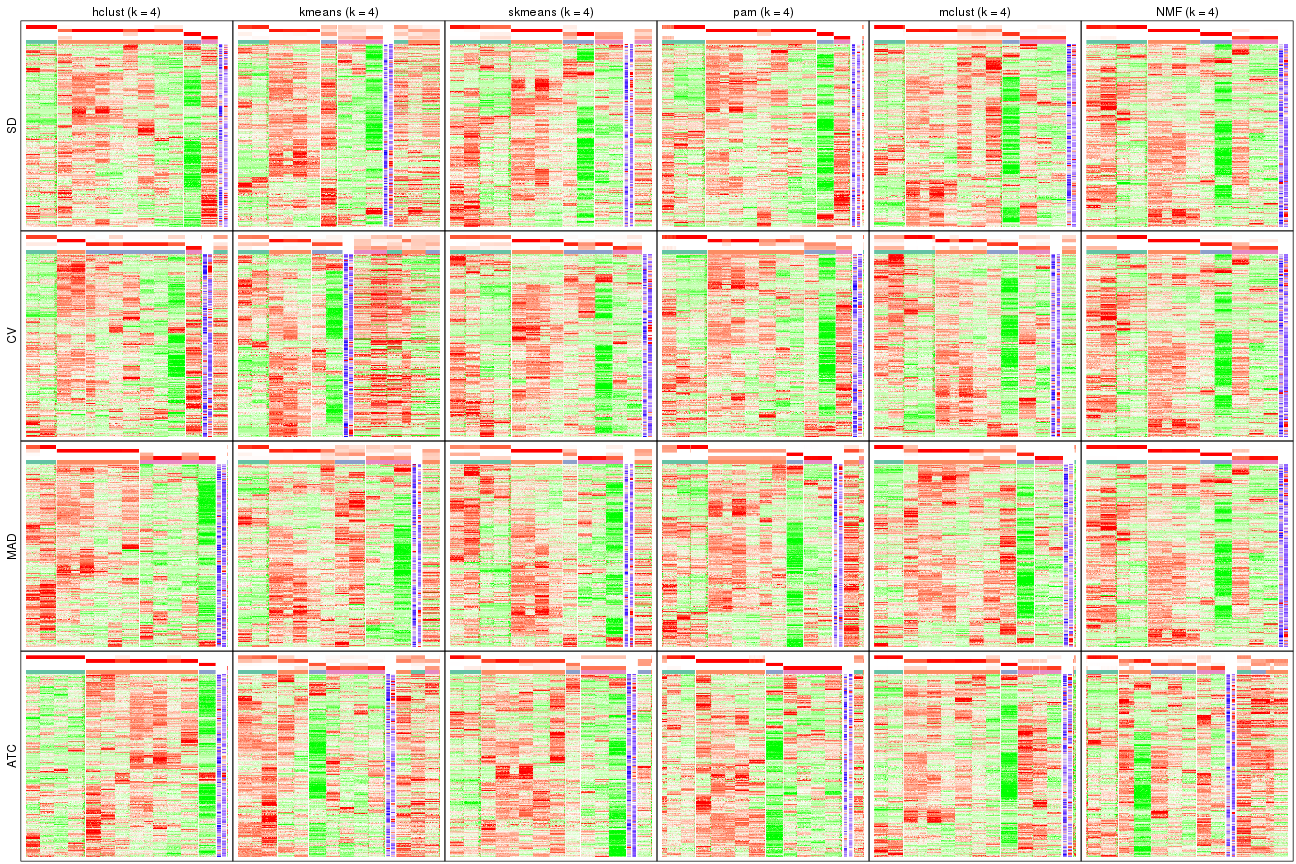 hclust (k = 4) kmeans (k = 4) skmeans (k = 4) pam (k = 4) mclust (k = 4) NMF (k = 4)
SD
CV
MAD
ATC